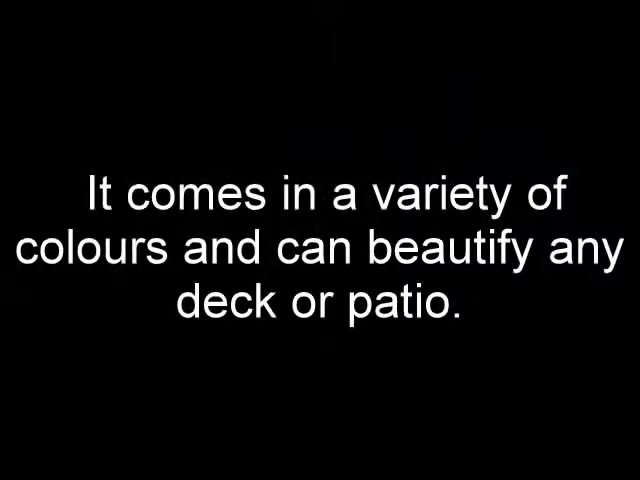 It comes in a variety of
colours and can beautify any
deck or patio.